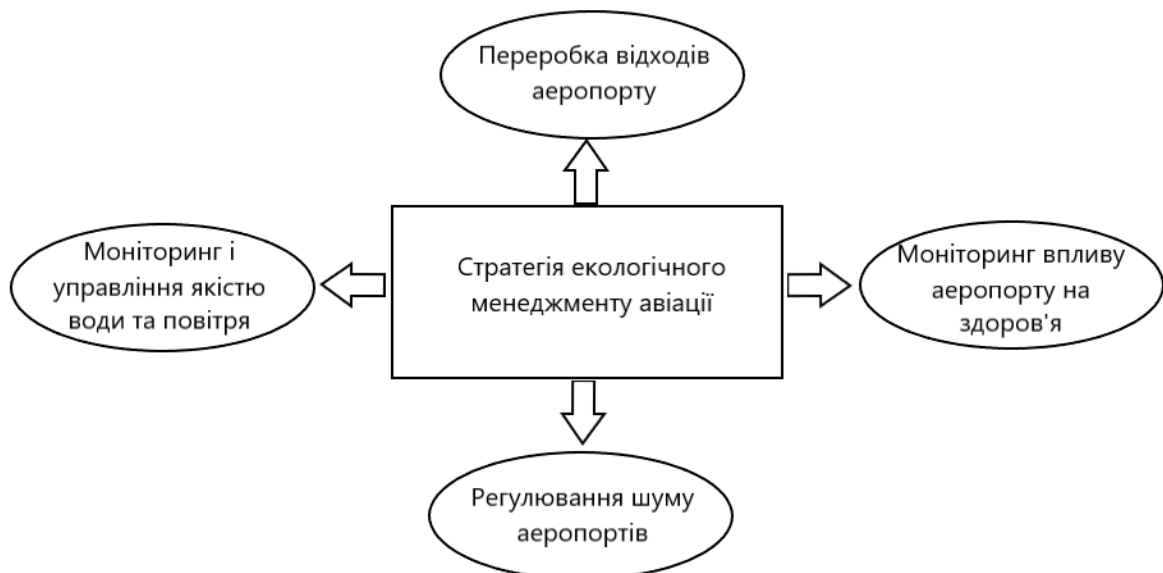 Переробка відходів
аеропорту
Моніторинг і
управління якістю
води та повітря
Стратегія екологічного
менеджменту авіації
Моніторинг впливу
аеропорту на
здоров'я
Регулювання шуму
аеропортів